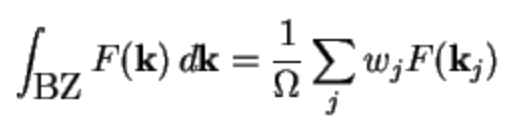 ∫_BZ F(𝐤) d𝐤 = 1/Ω ∑_j w_j F(𝐤_j)